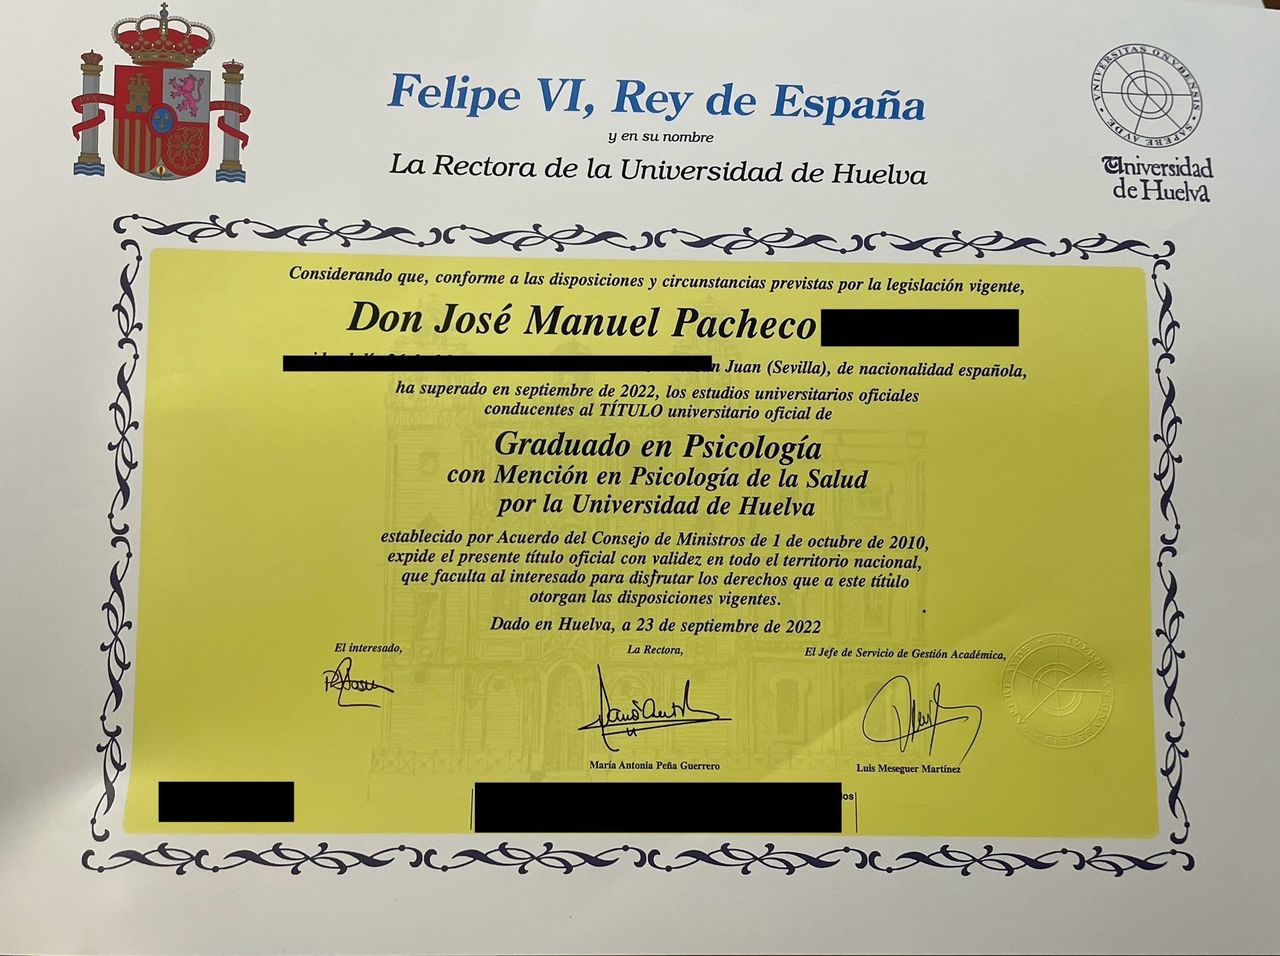 Felipe VI, Rey de España
y en su nombre
La Rectora de la Universidad de Huelva
VNIVERSITAS ONVBENSIS • SAPERE AVDE •
Universidad
de Huelva
Considerando que, conforme a las disposiciones y circunstancias previstas por la legislación vigente,
Don José Manuel Pacheco
Juan (Sevilla), de nacionalidad española,
ha superado en septiembre de 2022, los estudios universitarios oficiales
conducentes al TÍTULO universitario oficial de
Graduado en Psicología
con Mención en Psicología de la Salud
por la Universidad de Huelva
establecido por Acuerdo del Consejo de Ministros de 1 de octubre de 2010,
expide el presente título oficial con validez en todo el territorio nacional,
que faculta al interesado para disfrutar los derechos que a este título
otorgan las disposiciones vigentes.
Dado en Huelva, a 23 de septiembre de 2022
El interesado,
La Rectora,
El Jefe de Servicio de Gestión Académica,
María Antonia Peña Guerrero
Luis Meseguer Martínez